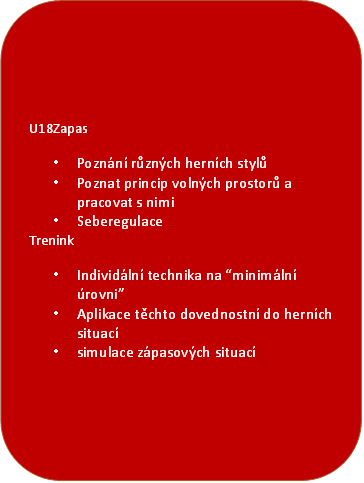 U18Zapas
• Poznání různých herních stylů
• Poznat princip volných prostorů a
pracovat s nimi
• Seberegulace
Trenink
• Individální technika na “minimální
úrovni”
• Aplikace těchto dovednostní do herních
situací
• simulace zápasových situací